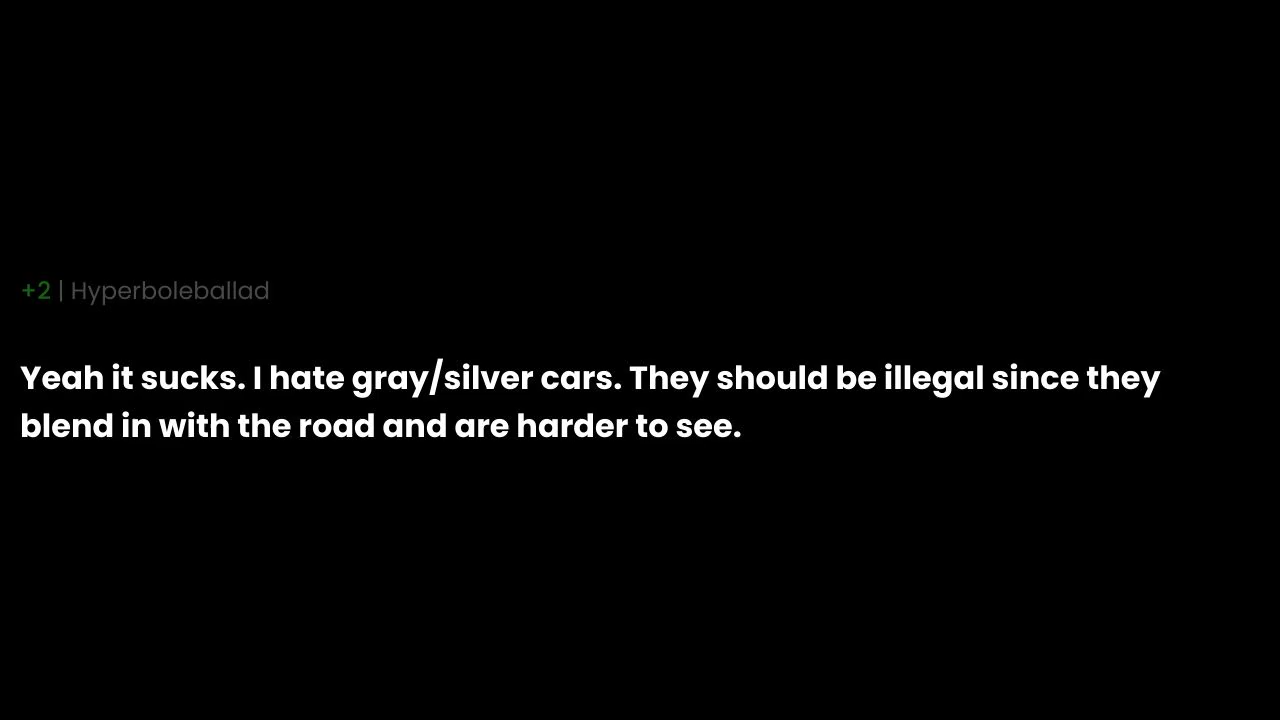 +2 | Hyperboleballad
Yeah it sucks. I hate gray/silver cars. They should be illegal since they
blend in with the road and are harder to see.